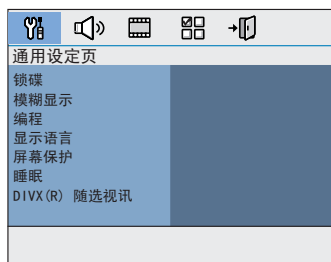 通用设定页
锁碟
模糊显示
编程
显示语言
屏幕保护
睡眠
DIVX(R) 随选视讯